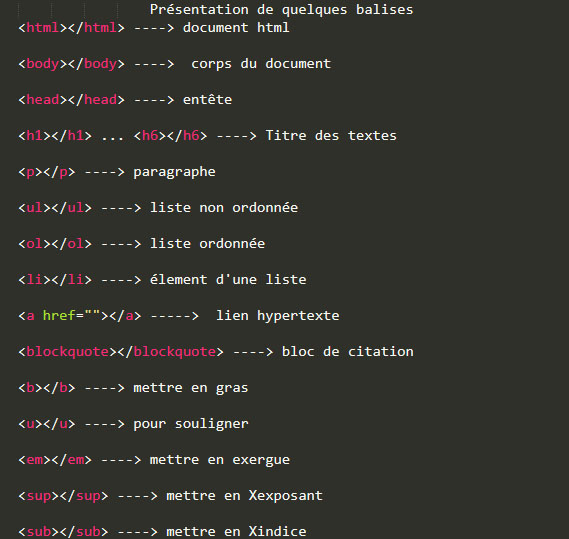 Présentation de quelques balises
<html></html> ----> document html
<body></body> ---->  corps du document
<head></head> ----> entête
<h1></h1> ... <h6></h6> ----> Titre des textes
<p></p> ----> paragraphe
<ul></ul> ----> liste non ordonnée
<ol></ol> ----> liste ordonnée
<li></li> ----> élement d'une liste
<a href=""></a> ----->  lien hypertexte
<blockquote></blockquote> ----> bloc de citation
<b></b> ----> mettre en gras
<u></u> ----> pour souligner
<em></em> ----> mettre en exergue
<sup></sup> ----> mettre en Xexposant
<sub></sub> ----> mettre en Xindice